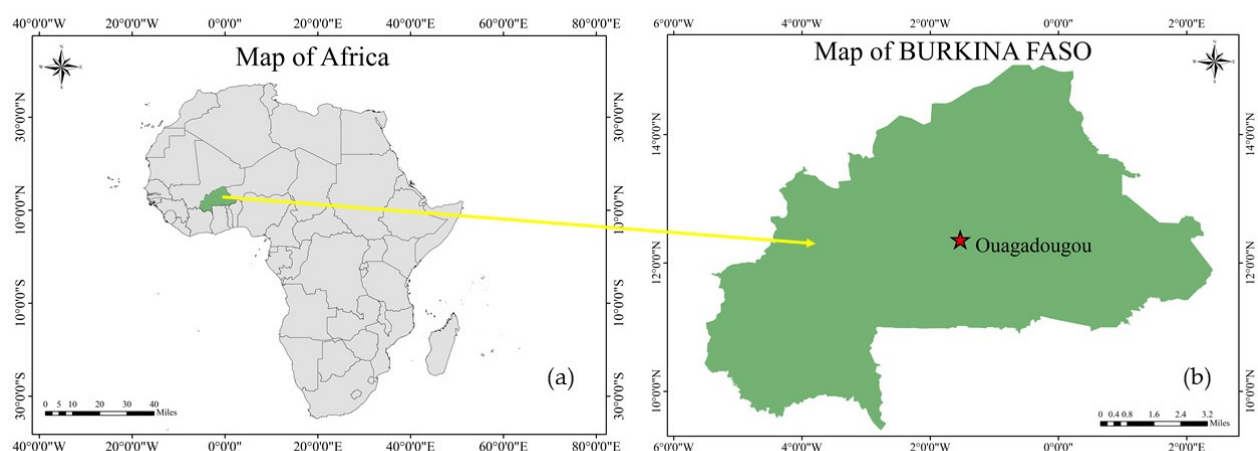 40°0'0"W 20°0'0"W 0°0'0" 20°0'0"E 40°0'0"E 60°0'0"E 80°0'0"E
Map of Africa
30°0'0"N
10°0'0"N
10°0'0"S
30°0'0"S
30°0'0"N
10°0'0"N
10°0'0"S
30°0'0"S
(a)
0 5 10 20 30 40
Miles
40°0'0"W 20°0'0"W 0°0'0" 20°0'0"E 40°0'0"E 60°0'0"E 80°0'0"E
6°0'0"W 4°0'0"W 2°0'0"W 0°0'0" 2°0'0"E
Map of BURKINA FASO
14°0'0"N
12°0'0"N
10°0'0"N
14°0'0"N
12°0'0"N
10°0'0"N
Ouagadougou
(b)
0 0.4 0.8 1.6 2.4 3.2
Miles
6°0'0"W 4°0'0"W 2°0'0"W 0°0'0" 2°0'0"E